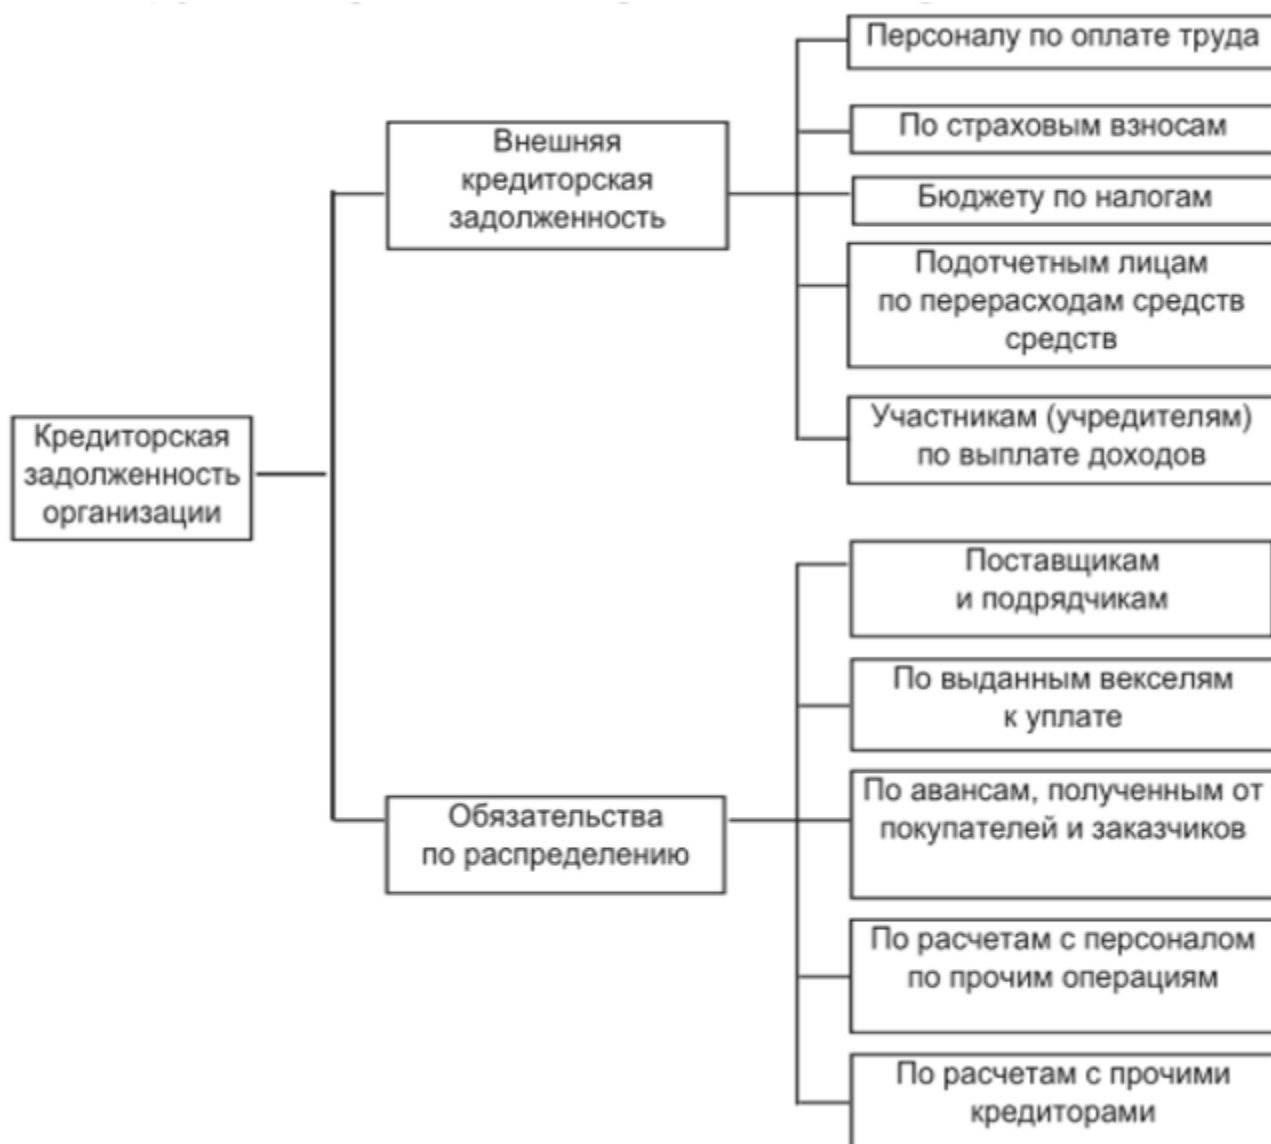 Персоналу по оплате труда
По страховым взносам
Внешняя
кредиторская
задолженность
Бюджету по налогам
Подотчетным лицам
по перерасходам средств
средств
Участникам (учредителям)
по выплате доходов
Кредиторская
задолженность
организации
Поставщикам
и подрядчикам
По выданным векселям
к уплате
Обязательства
по распределению
По авансам, полученным от
покупателей и заказчиков
По расчетам с персоналом
по прочим операциям
По расчетам с прочими
кредиторами